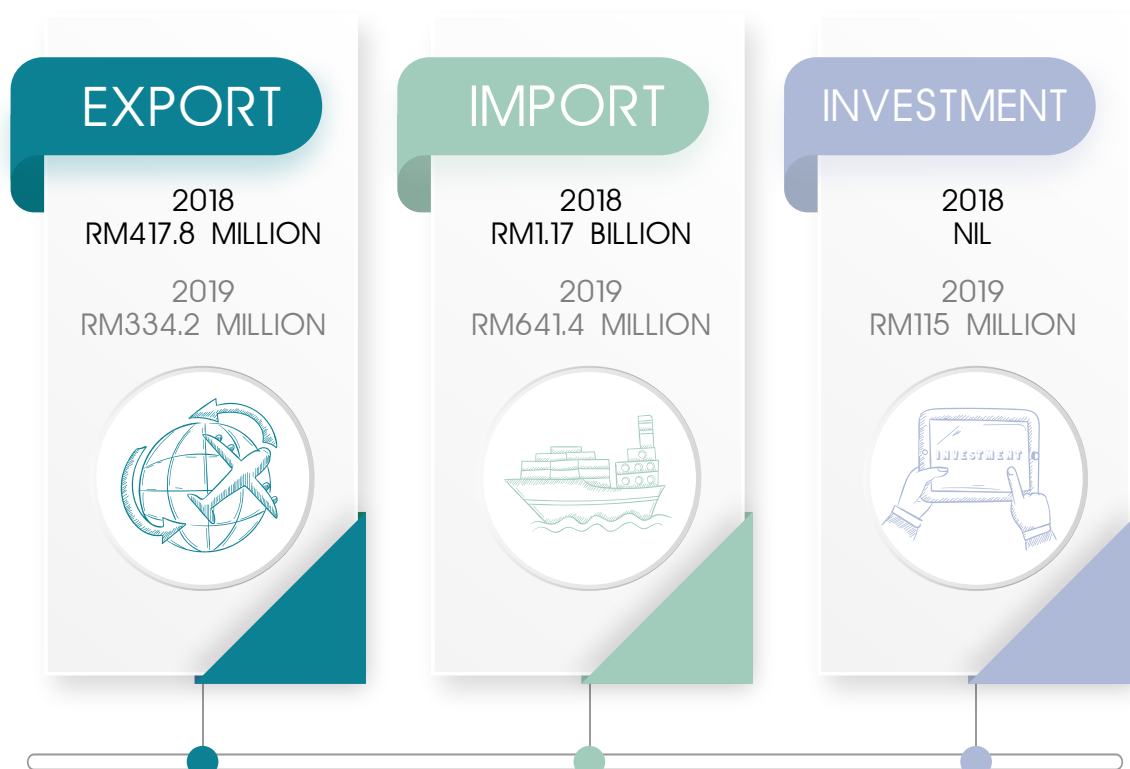 EXPORT
2018
RM417.8 MILLION
2019
RM334.2 MILLION
IMPORT
2018
RM1.17 BILLION
2019
RM641.4 MILLION
INVESTMENT
2018
NIL
2019
RM115 MILLION
INVESTMENT